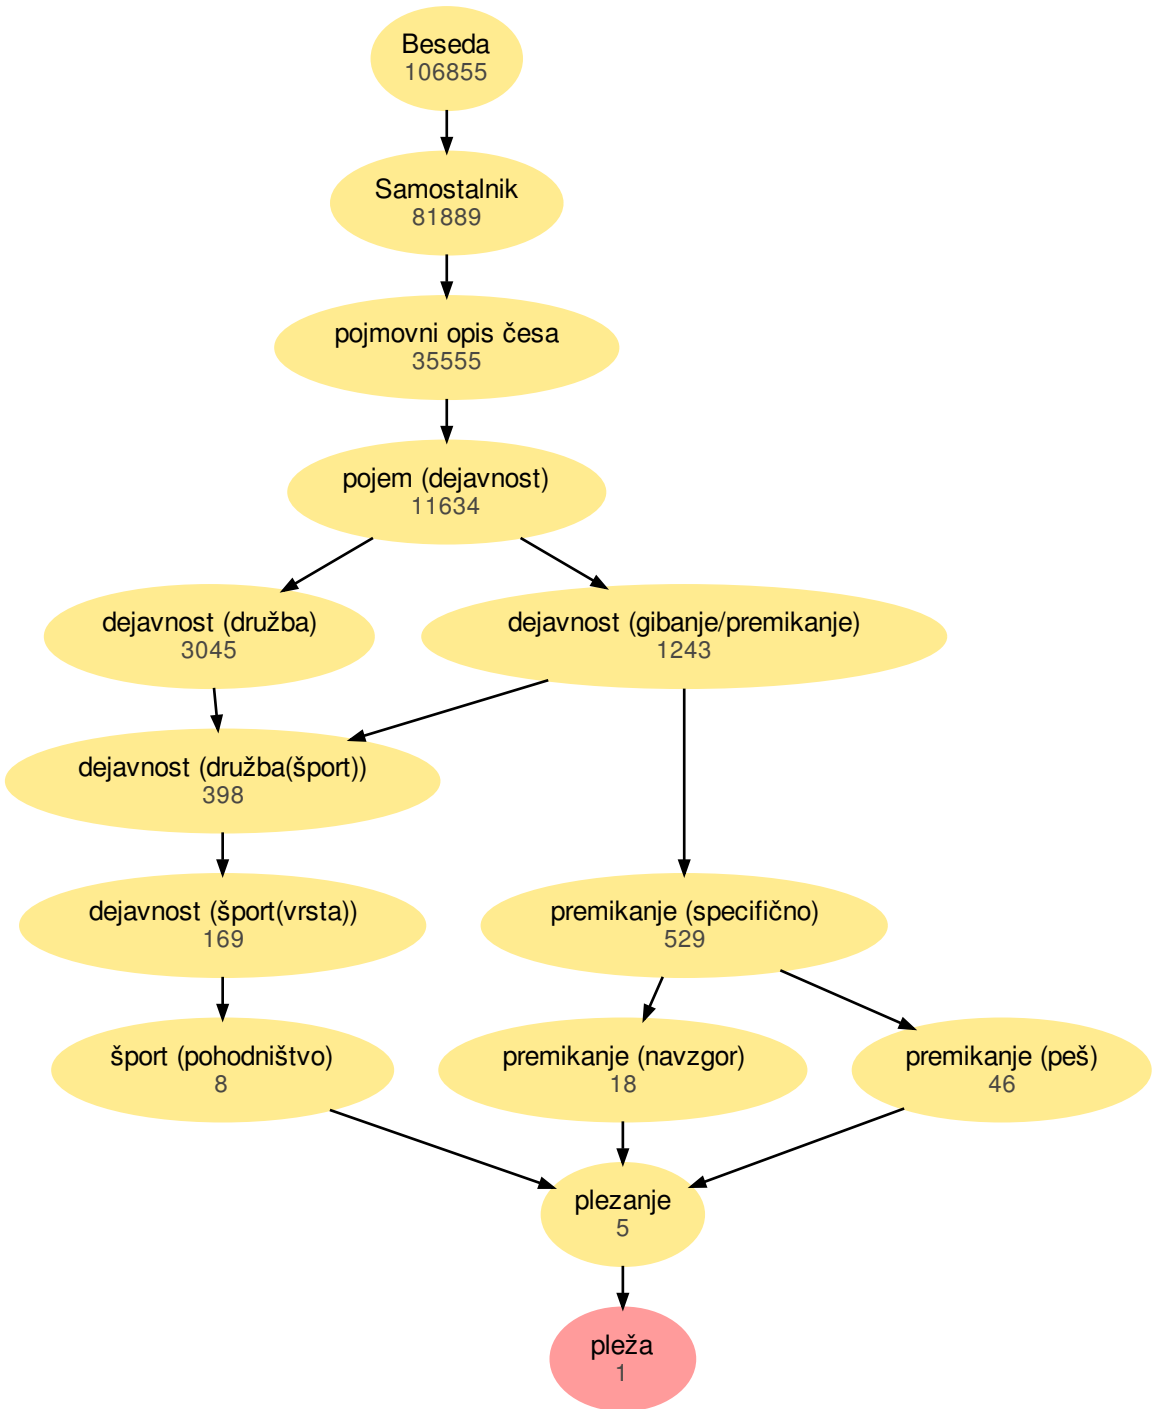 Beseda
106855
Samostalnik
81889
pojmovni opis česa
35555
pojem (dejavnost)
11634
dejavnost (družba)
3045
dejavnost (gibanje/premikanje)
1243
dejavnost (družba(šport))
398
dejavnost (šport(vrsta))
169
premikanje (specifično)
529
šport (pohodništvo)
8
premikanje (navzgor)
18
premikanje (peš)
46
plezanje
5
pleža
1